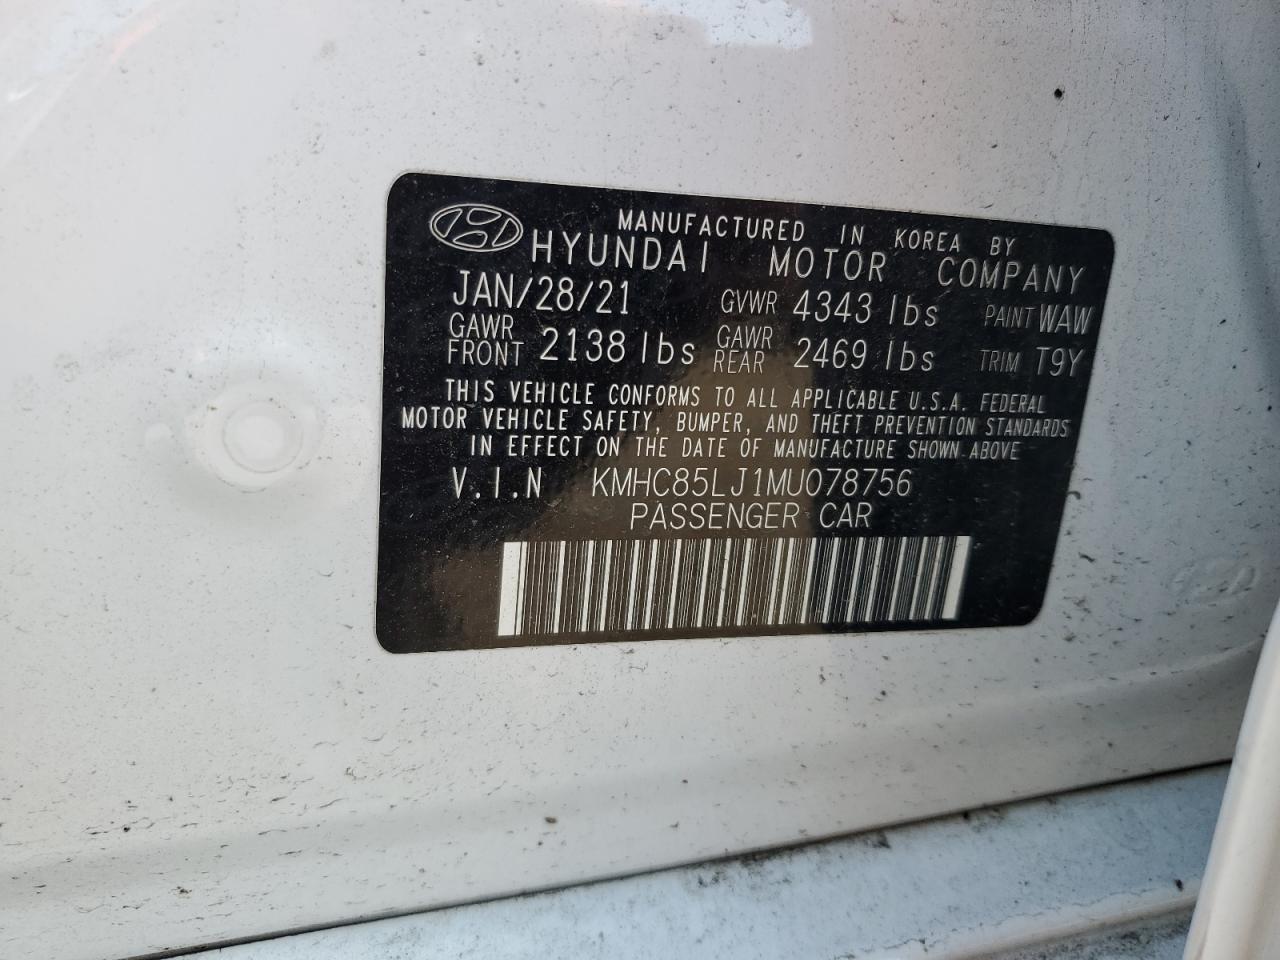 MANUFACTURED IN KOREA BY
HYUNDAI MOTOR COMPANY
JAN/28/21 GVWR 4343 lbs PAINT WAW
GAWR FRONT 2138 lbs GAWR REAR 2469 lbs TRIM T9Y
THIS VEHICLE CONFORMS TO ALL APPLICABLE U.S.A. FEDERAL
MOTOR VEHICLE SAFETY, BUMPER, AND THEFT PREVENTION STANDARDS
IN EFFECT ON THE DATE OF MANUFACTURE SHOWN ABOVE
V.I.N KMHC85LJ1MU078756
PASSENGER CAR